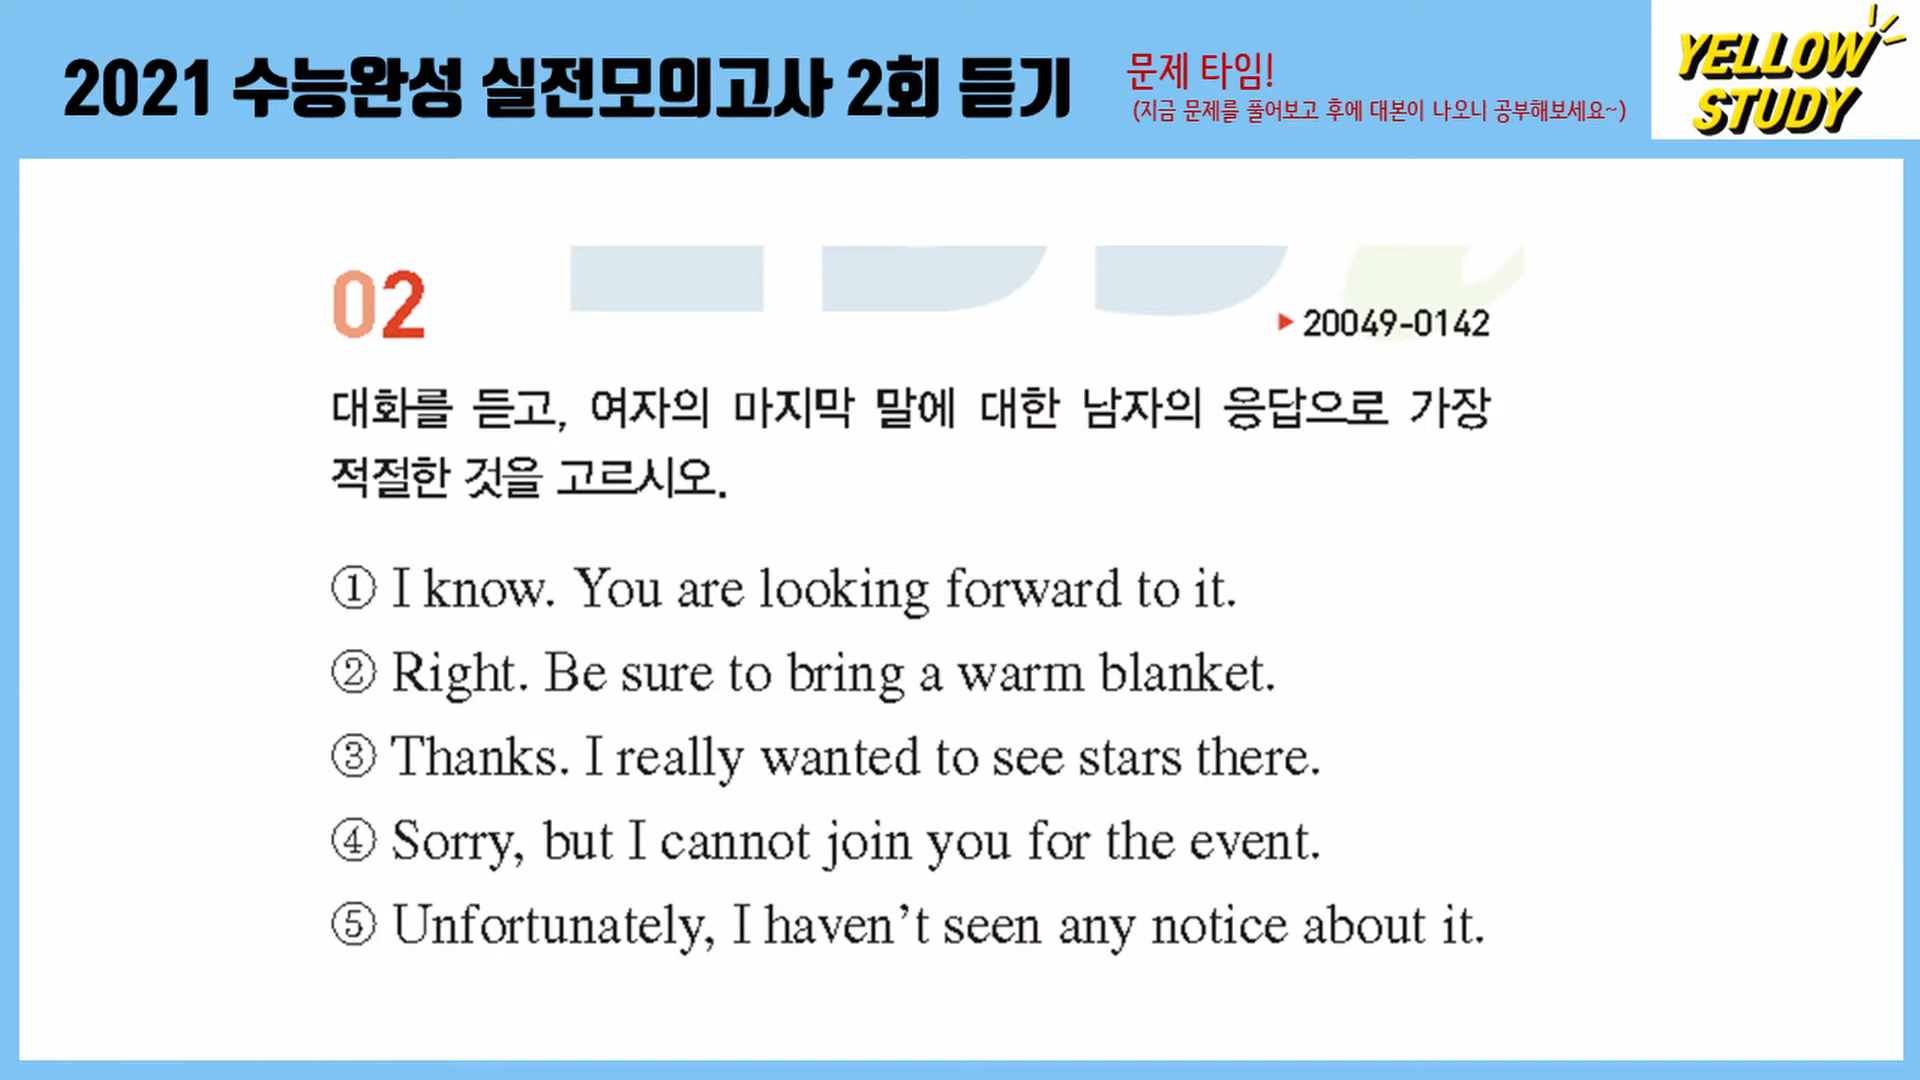 2021 수능완성 실전모의고사 2회 듣기
문제 타임!
(지금 문제를 풀어보고 후에 대본이 나오니 공부해보세요~)
YELLOW
STUDY
02
▶ 20049-0142
대화를 듣고, 여자의 마지막 말에 대한 남자의 응답으로 가장
적절한 것을 고르시오.
① I know. You are looking forward to it.
② Right. Be sure to bring a warm blanket.
③ Thanks. I really wanted to see stars there.
④ Sorry, but I cannot join you for the event.
⑤ Unfortunately, I haven't seen any notice about it.